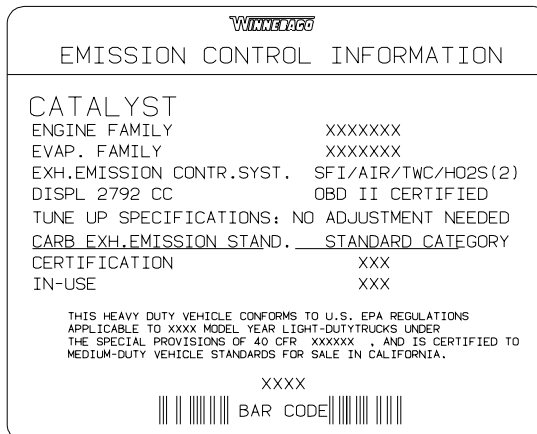 WINNEBAGO
EMISSION CONTROL INFORMATION
CATALYST
ENGINE FAMILY XXXXXXX
EVAP. FAMILY XXXXXXX
EXH.EMISSION CONTR.SYST. SFI/AIR/TWC/HO2S(2)
DISPL 2792 CC OBD II CERTIFIED
TUNE UP SPECIFICATIONS: NO ADJUSTMENT NEEDED
CARB EXH.EMISSION STAND. STANDARD CATEGORY
CERTIFICATION XXX
IN-USE XXX
THIS HEAVY DUTY VEHICLE CONFORMS TO U.S. EPA REGULATIONS
APPLICABLE TO XXXX MODEL YEAR LIGHT-DUTYTRUCKS UNDER
THE SPECIAL PROVISIONS OF 40 CFR XXXXXX , AND IS CERTIFIED TO
MEDIUM-DUTY VEHICLE STANDARDS FOR SALE IN CALIFORNIA.
XXXX
BAR CODE